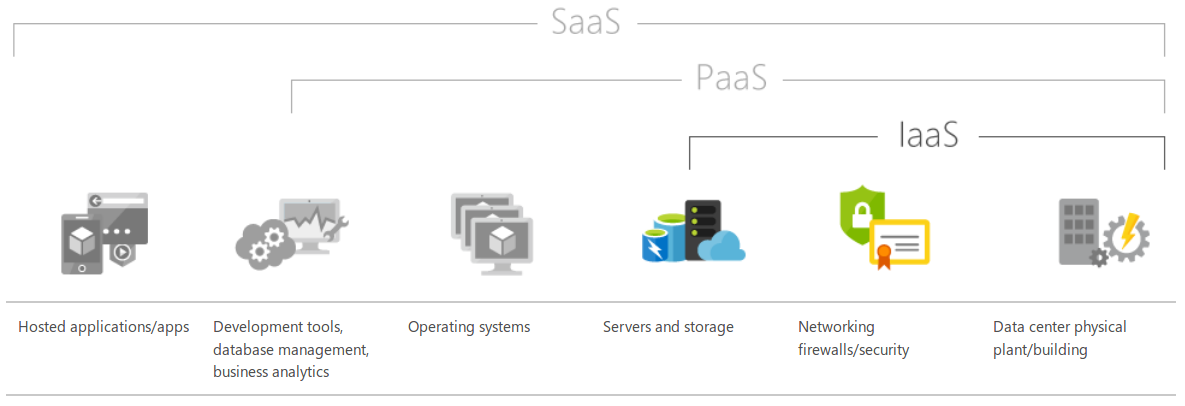 SaaS
PaaS
IaaS
Hosted applications/apps
Development tools,
database management,
business analytics
Operating systems
Servers and storage
Networking
firewalls/security
Data center physical
plant/building